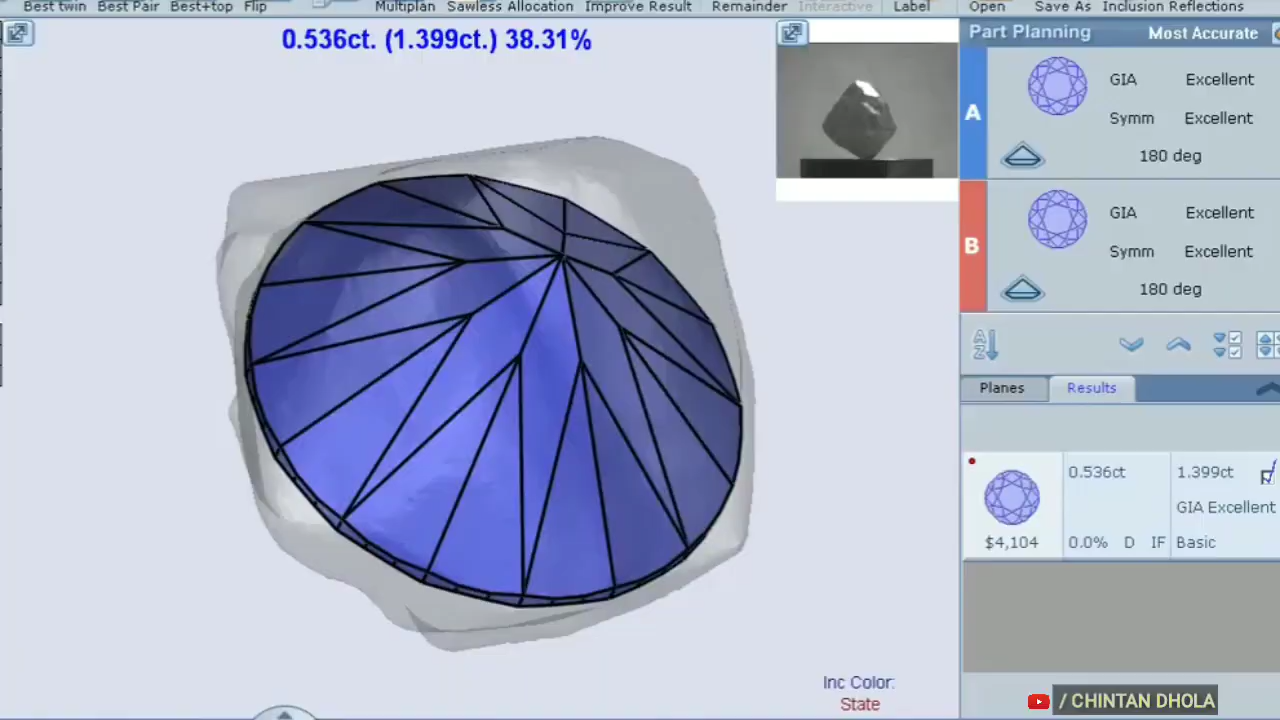 Best twin Best Pair Best+top Flip Multiplan Sawless Allocation Improve Result Remainder Interactive Label Open Save As Inclusion Reflections
0.536ct. (1.399ct.) 38.31%
Part Planning Most Accurate
A
GIA Excellent
Symm Excellent
180 deg
B
GIA Excellent
Symm Excellent
180 deg
A
Z
Planes Results
0.536ct 1.399ct
GIA Excellent
$4,104 0.0% D IF Basic
Inc Color:
State
/ CHINTAN DHOLA